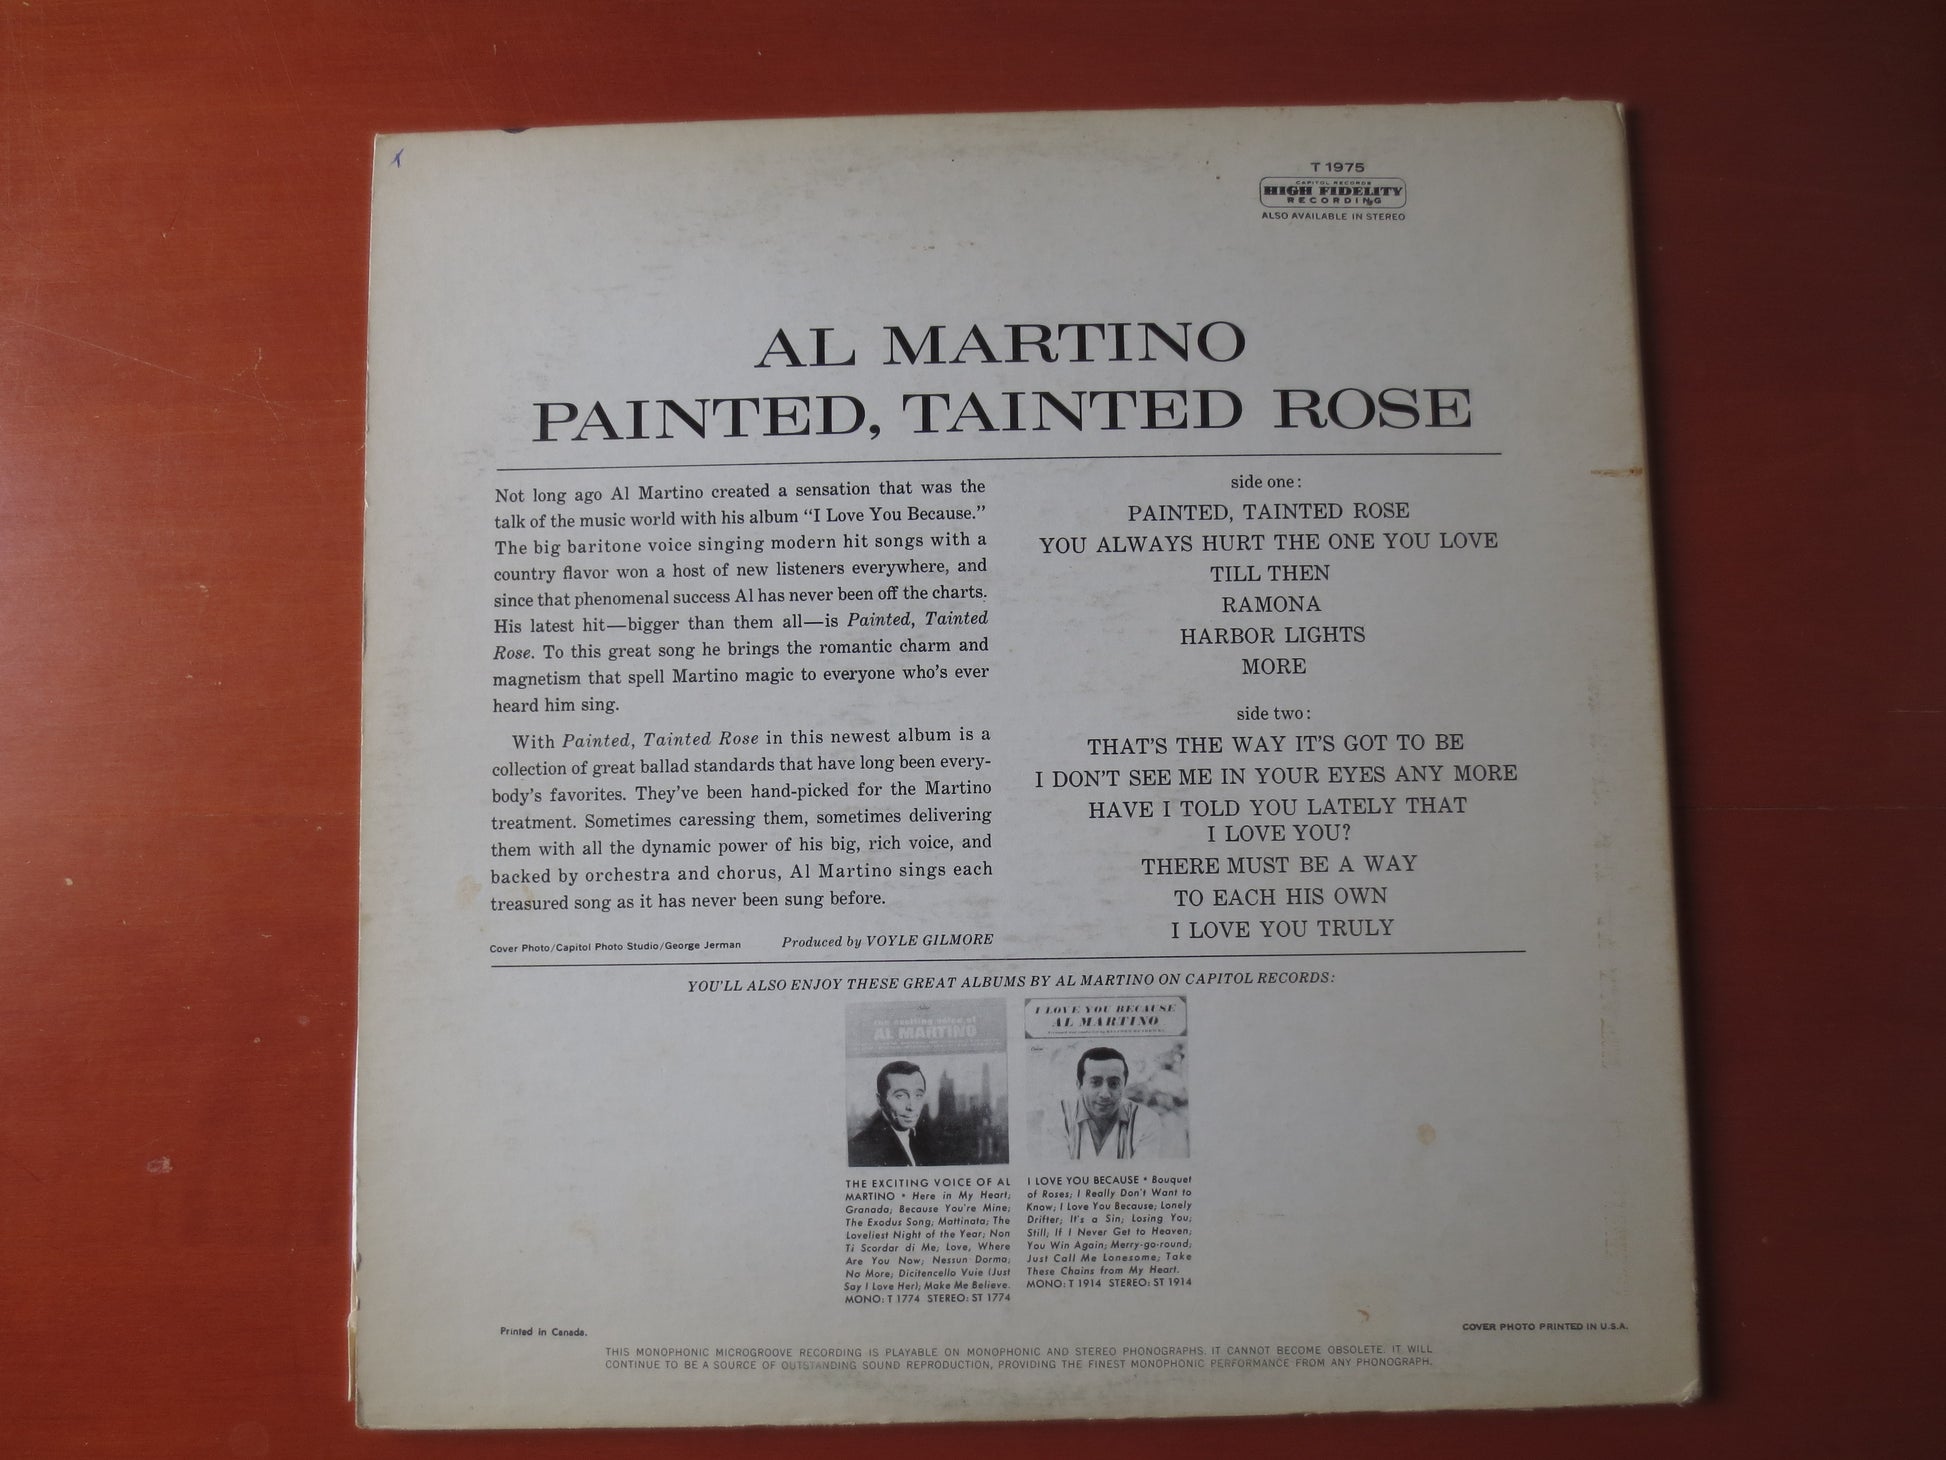 T 1975
CAPITOL RECORDS
HIGH FIDELITY
RECORDING
ALSO AVAILABLE IN STEREO
AL MARTINO
PAINTED, TAINTED ROSE
Not long ago Al Martino created a sensation that was the
talk of the music world with his album “I Love You Because.”
The big baritone voice singing modern hit songs with a
country flavor won a host of new listeners everywhere, and
since that phenomenal success Al has never been off the charts.
His latest hit—bigger than them all—is Painted, Tainted
Rose. To this great song he brings the romantic charm and
magnetism that spell Martino magic to everyone who's ever
heard him sing.
With Painted, Tainted Rose in this newest album is a
collection of great ballad standards that have long been every-
body's favorites. They've been hand-picked for the Martino
treatment. Sometimes caressing them, sometimes delivering
them with all the dynamic power of his big, rich voice, and
backed by orchestra and chorus, Al Martino sings each
treasured song as it has never been sung before.
Cover Photo/Capitol Photo Studio/George Jerman
Produced by VOYLE GILMORE
side one:
PAINTED, TAINTED ROSE
YOU ALWAYS HURT THE ONE YOU LOVE
TILL THEN
RAMONA
HARBOR LIGHTS
MORE
side two:
THAT'S THE WAY IT'S GOT TO BE
I DON'T SEE ME IN YOUR EYES ANY MORE
HAVE I TOLD YOU LATELY THAT
I LOVE YOU?
THERE MUST BE A WAY
TO EACH HIS OWN
I LOVE YOU TRULY
YOU'LL ALSO ENJOY THESE GREAT ALBUMS BY AL MARTINO ON CAPITOL RECORDS:
the exciting voice of
AL MARTINO
THE EXCITING VOICE OF AL
MARTINO • Here in My Heart;
Granada; Because You're Mine;
The Exodus Song; Mattinata; The
Loveliest Night of the Year; Non
Ti Scordar di Me; Love, Where
Are You Now; Nessun Dorma;
No More; Dicitencello Vuie (Just
Say I Love Her); Make Me Believe.
MONO: T 1774 STEREO: ST 1774
I LOVE YOU BECAUSE
AL MARTINO
I LOVE YOU BECAUSE • Bouquet
of Roses; I Really Don't Want to
Know; I Love You Because; Lonely
Drifter; It's a Sin; Losing You;
Still; If I Never Get to Heaven;
You Win Again; Merry-go-round;
Just Call Me Lonesome; Take
These Chains from My Heart.
MONO: T 1914 STEREO: ST 1914
Printed in Canada.
COVER PHOTO PRINTED IN U.S.A.
THIS MONOPHONIC MICROGROOVE RECORDING IS PLAYABLE ON MONOPHONIC AND STEREO PHONOGRAPHS. IT CANNOT BECOME OBSOLETE. IT WILL
CONTINUE TO BE A SOURCE OF OUTSTANDING SOUND REPRODUCTION, PROVIDING THE FINEST MONOPHONIC PERFORMANCE FROM ANY PHONOGRAPH.